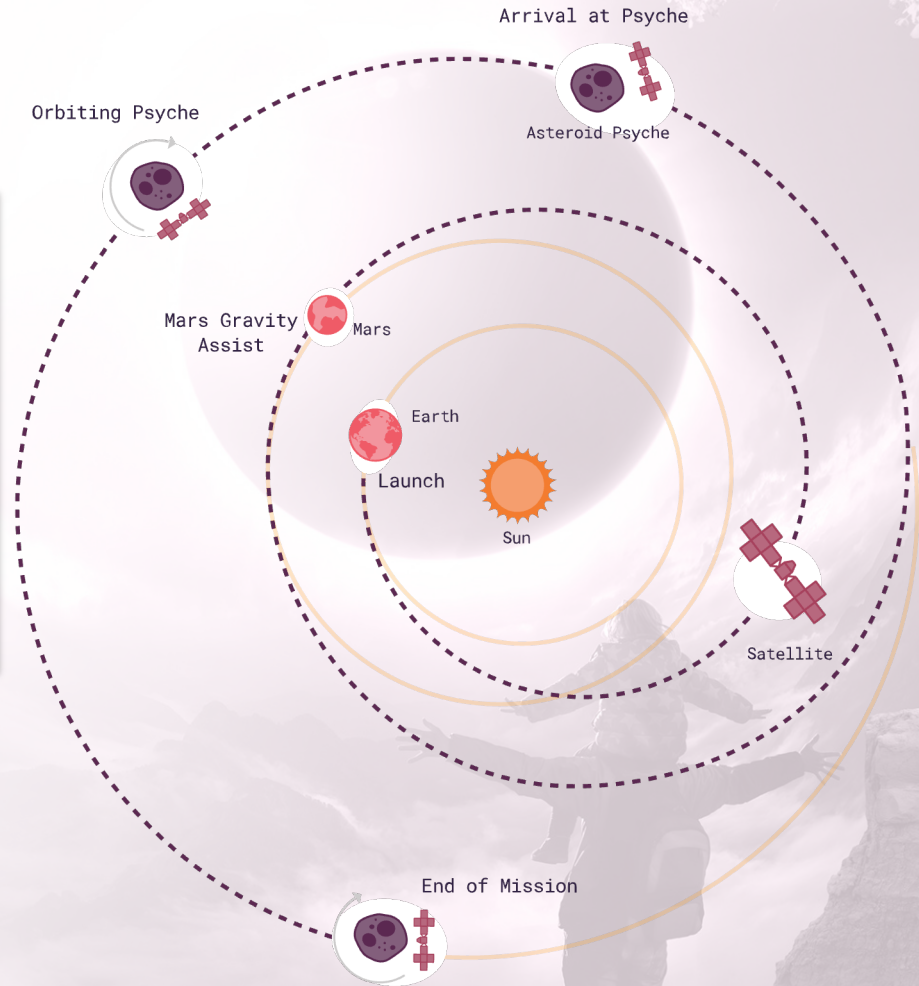 Arrival at Psyche
Asteroid Psyche
Orbiting Psyche
Mars Gravity
Assist
Mars
Earth
Launch
Sun
Satellite
End of Mission